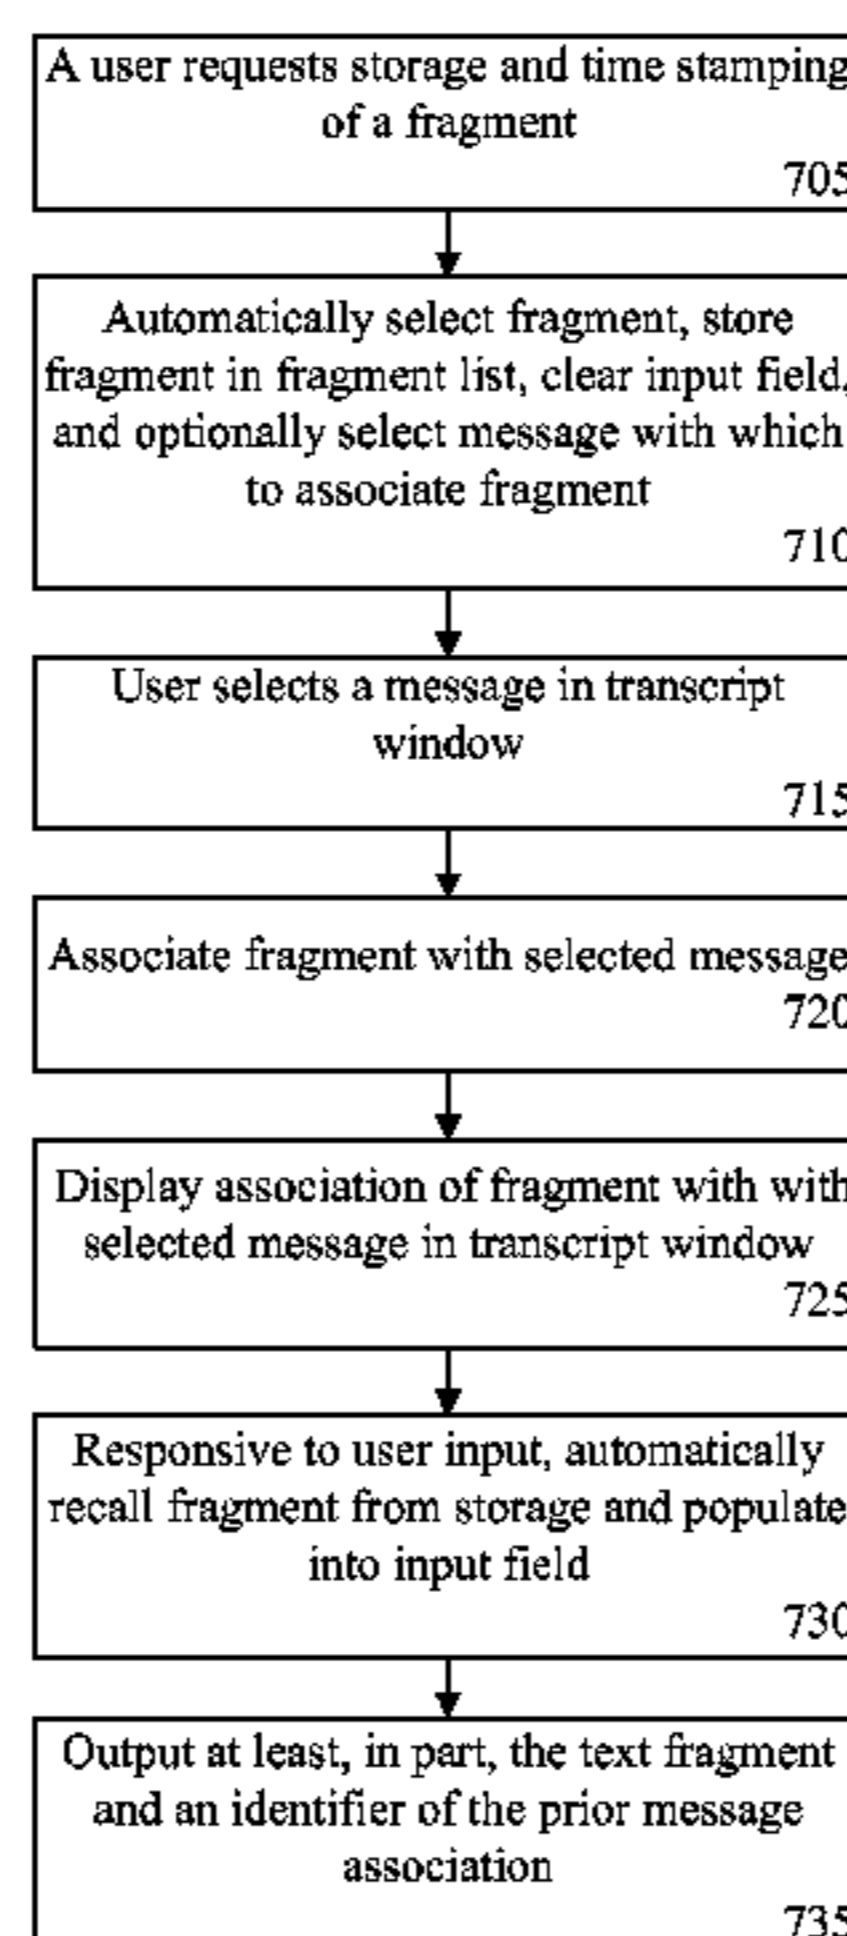 A user requests storage and time stamping
of a fragment
705
Automatically select fragment, store
fragment in fragment list, clear input field,
and optionally select message with which
to associate fragment
710
User selects a message in transcript
window
715
Associate fragment with selected message
720
Display association of fragment with with
selected message in transcript window
725
Responsive to user input, automatically
recall fragment from storage and populate
into input field
730
Output at least, in part, the text fragment
and an identifier of the prior message
association
735